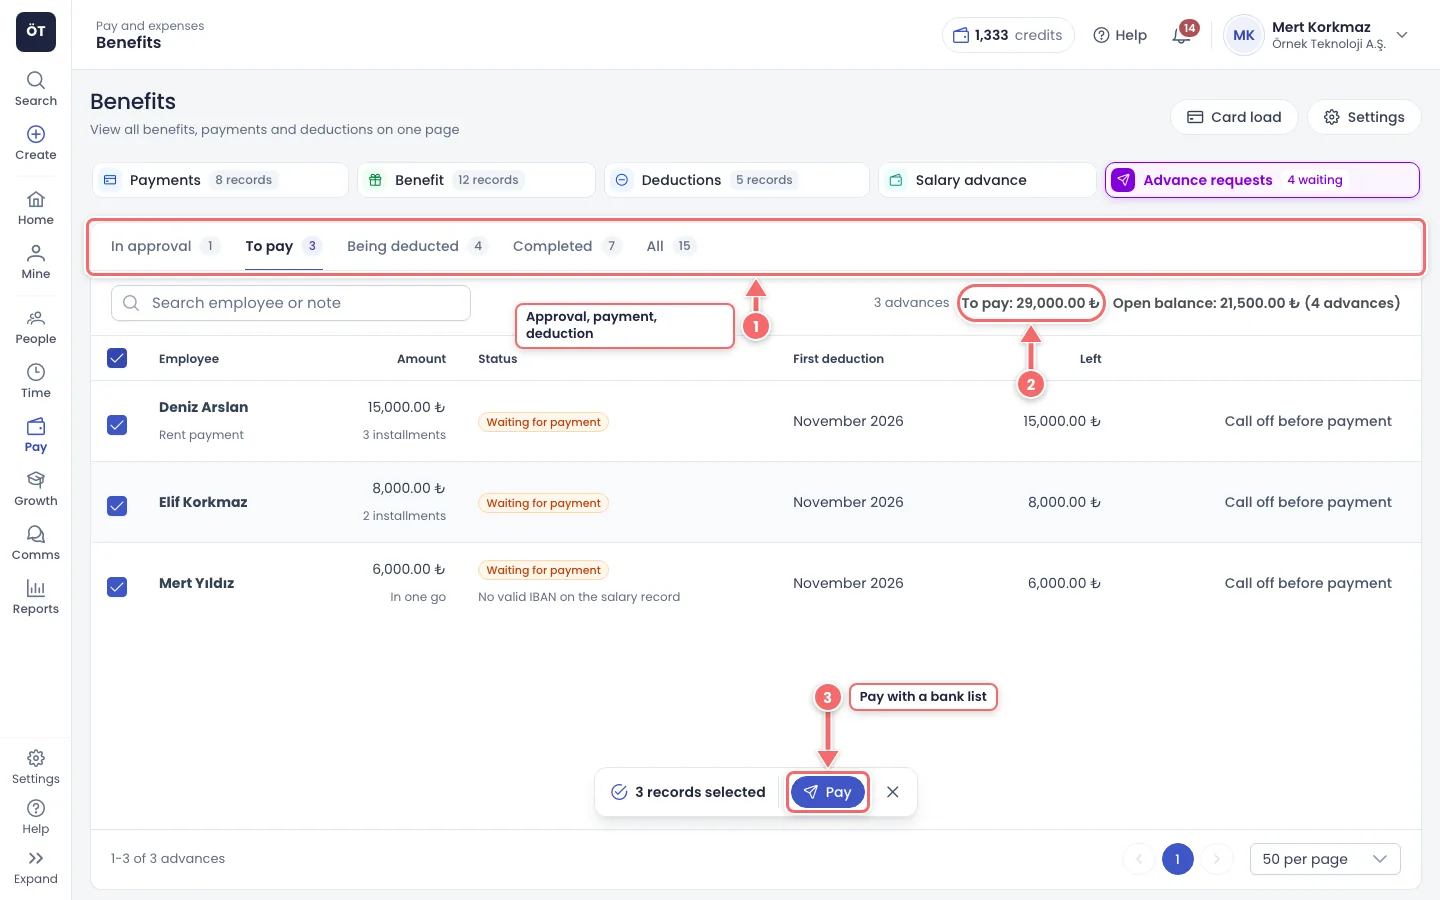 ÖT
Search
Create
Home
Mine
People
Time
Pay
Growth
Comms
Reports
Settings
Help
Expand
Pay and expenses
Benefits
1,333 credits
Help
14
MK
Mert Korkmaz
Örnek Teknoloji A.Ş.
Benefits
View all benefits, payments and deductions on one page
Card load
Settings
Payments 8 records
Benefit 12 records
Deductions 5 records
Salary advance
Advance requests 4 waiting
In approval 1
To pay 3
Being deducted 4
Completed 7
All 15
Search employee or note
Approval, payment,
deduction
1
3 advances
To pay: 29,000.00 ₺
Open balance: 21,500.00 ₺ (4 advances)
2
Employee Amount Status First deduction Left
Deniz Arslan 15,000.00 ₺ Waiting for payment November 2026 15,000.00 ₺ Call off before payment
Rent payment 3 installments
Elif Korkmaz 8,000.00 ₺ Waiting for payment November 2026 8,000.00 ₺ Call off before payment
2 installments
Mert Yıldız 6,000.00 ₺ Waiting for payment November 2026 6,000.00 ₺ Call off before payment
In one go No valid IBAN on the salary record
3
Pay with a bank list
3 records selected
Pay
1-3 of 3 advances
1
50 per page